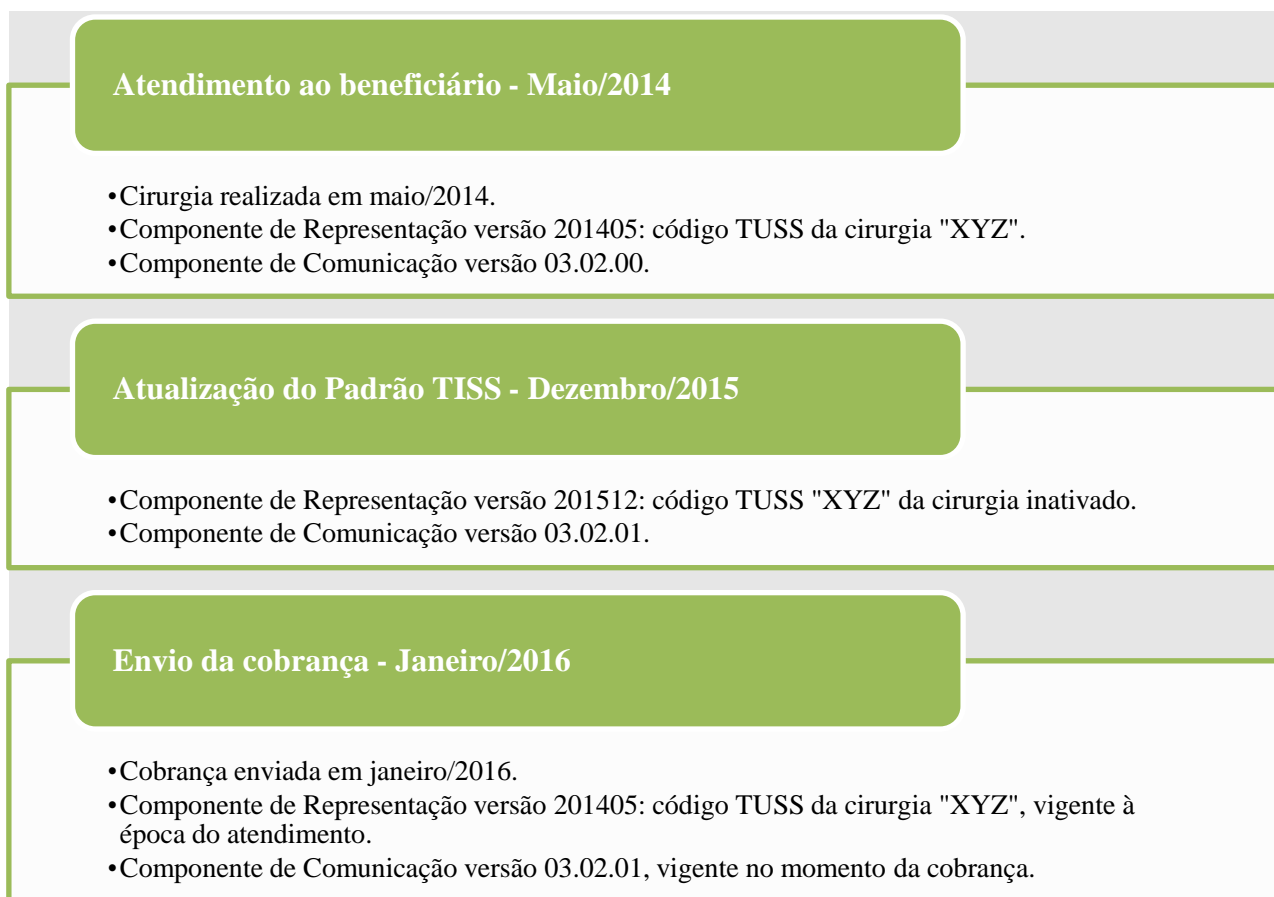 Atendimento ao beneficiário - Maio/2014
•Cirurgia realizada em maio/2014.
•Componente de Representação versão 201405: código TUSS da cirurgia "XYZ".
•Componente de Comunicação versão 03.02.00.
Atualização do Padrão TISS - Dezembro/2015
•Componente de Representação versão 201512: código TUSS "XYZ" da cirurgia inativado.
•Componente de Comunicação versão 03.02.01.
Envio da cobrança - Janeiro/2016
•Cobrança enviada em janeiro/2016.
•Componente de Representação versão 201405: código TUSS da cirurgia "XYZ", vigente à
época do atendimento.
•Componente de Comunicação versão 03.02.01, vigente no momento da cobrança.